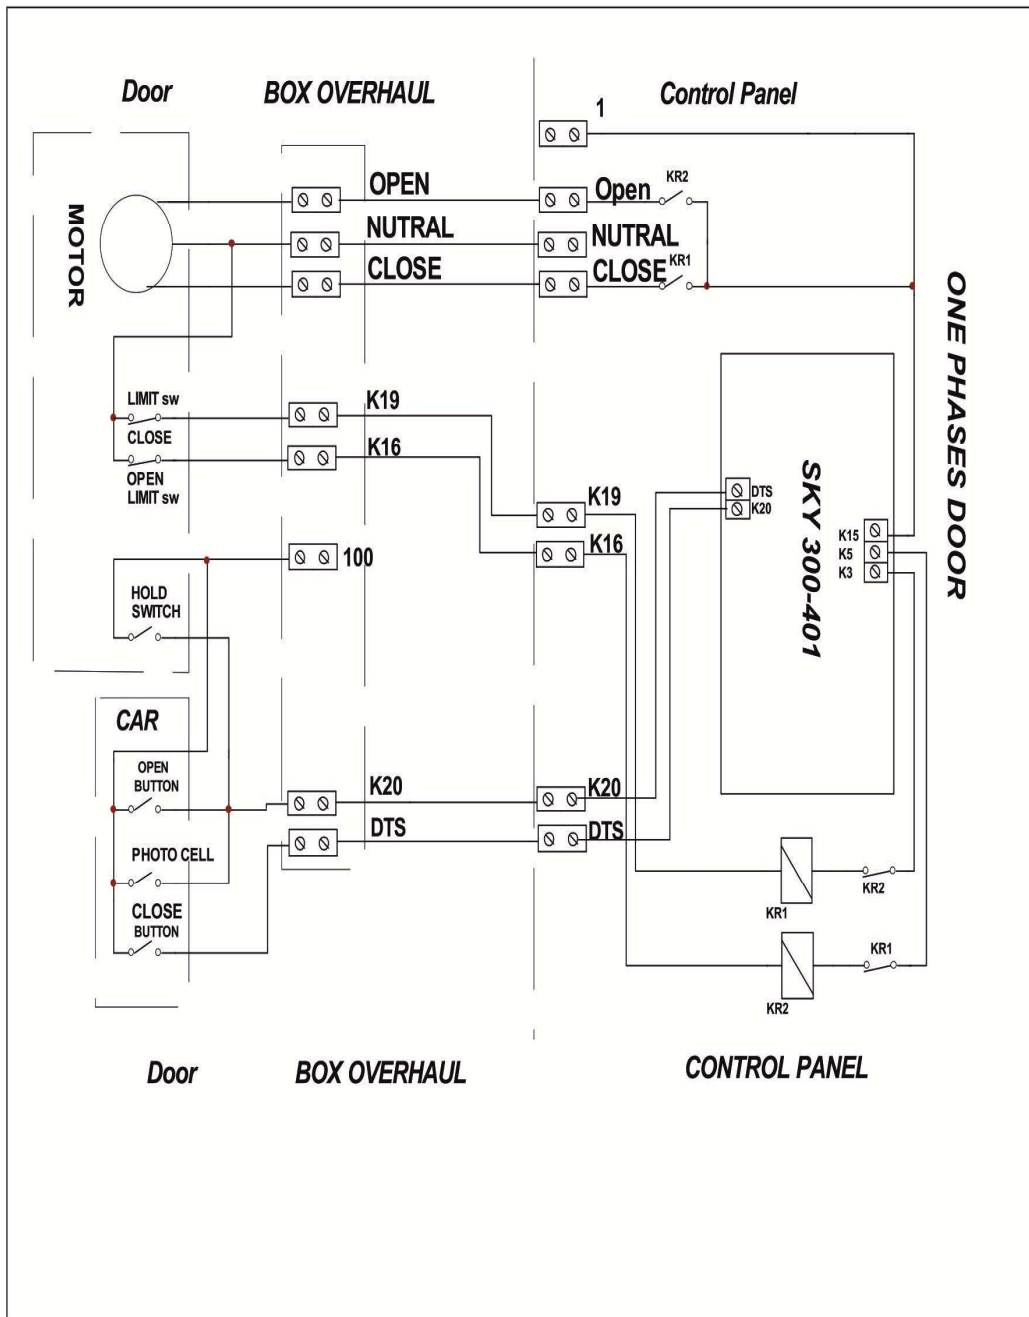 Door
BOX OVERHAUL
Control Panel
1
MOTOR
OPEN
Open
KR2
NUTRAL
NUTRAL
CLOSE
CLOSE
KR1
ONE PHASES DOOR
LIMIT sw
CLOSE
OPEN
LIMIT sw
K19
K16
K19
K16
SKY 300-401
DTS
K20
K15
K5
K3
100
HOLD
SWITCH
CAR
OPEN
BUTTON
PHOTO CELL
CLOSE
BUTTON
K20
DTS
K20
DTS
KR1
KR2
KR2
KR1
Door
BOX OVERHAUL
CONTROL PANEL